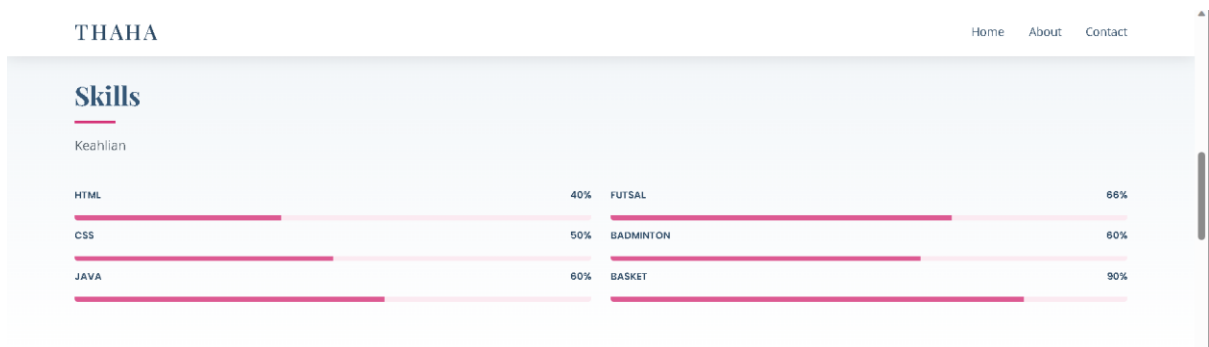 THAHA
Home About Contact
Skills
Keahlian
HTML 40%
FUTSAL 66%
CSS 50%
BADMINTON 60%
JAVA 60%
BASKET 90%